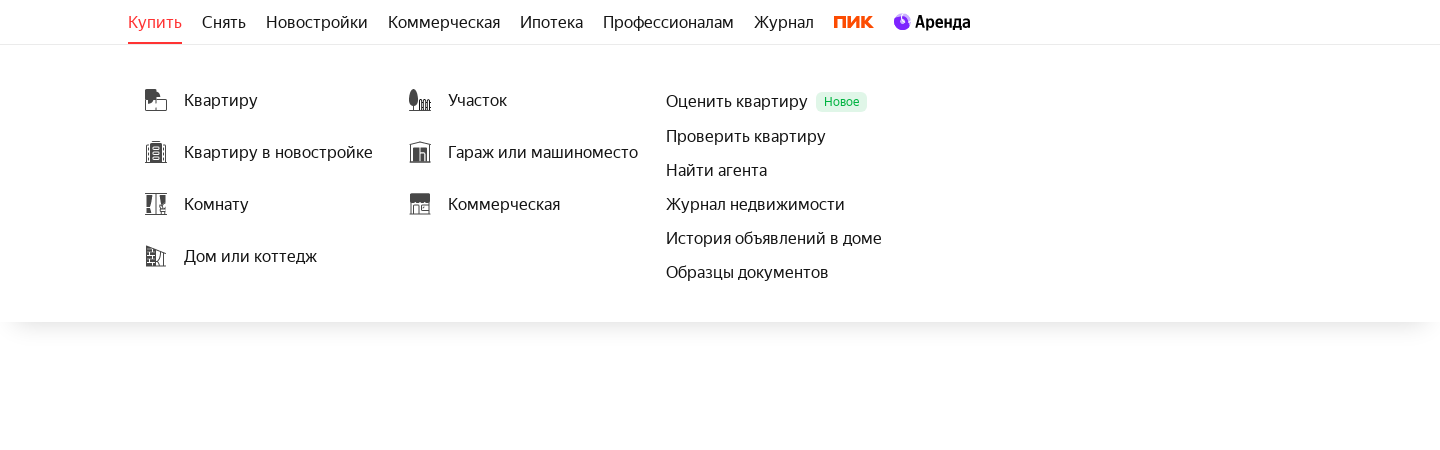 Купить Снять Новостройки Коммерческая Ипотека Профессионалам Журнал ПИК Аренда
Квартиру
Квартиру в новостройке
Комнату
Дом или коттедж
Участок
Гараж или машиноместо
Коммерческая
Оценить квартиру Новое
Проверить квартиру
Найти агента
Журнал недвижимости
История объявлений в доме
Образцы документов